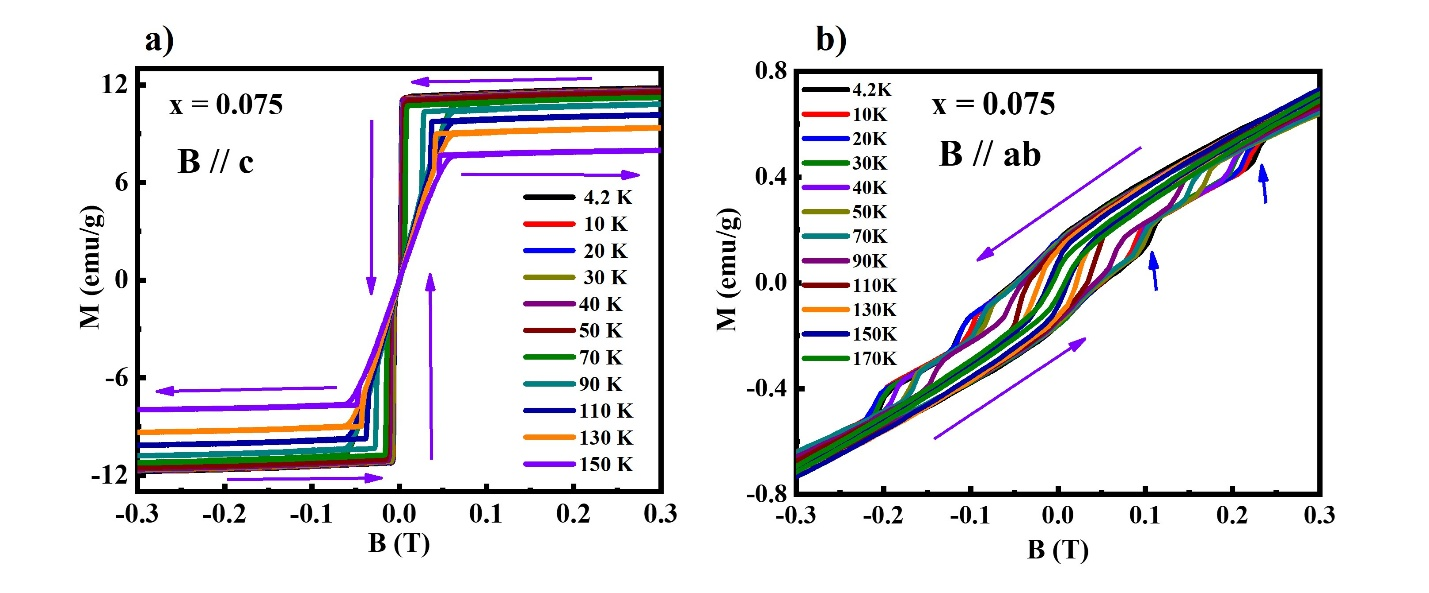 a)
12
6
0
-6
-12
M (emu/g)
x = 0.075
B // c
4.2 K
10 K
20 K
30 K
40 K
50 K
70 K
90 K
110 K
130 K
150 K
-0.3 -0.2 -0.1 0.0 0.1 0.2 0.3
B (T)
b)
0.8
0.4
0.0
-0.4
-0.8
M (emu/g)
4.2K
10K
20K
30K
40K
50K
70K
90K
110K
130K
150K
170K
x = 0.075
B // ab
-0.3 -0.2 -0.1 0.0 0.1 0.2 0.3
B (T)